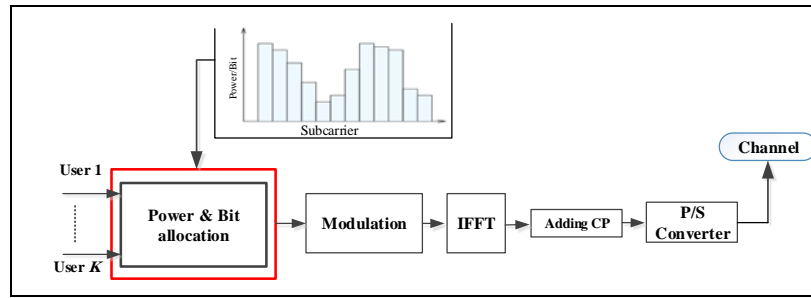 Power/Bit
Subcarrier
Channel
User 1
Power & Bit
allocation
Modulation
IFFT
Adding CP
P/S
Converter
User K